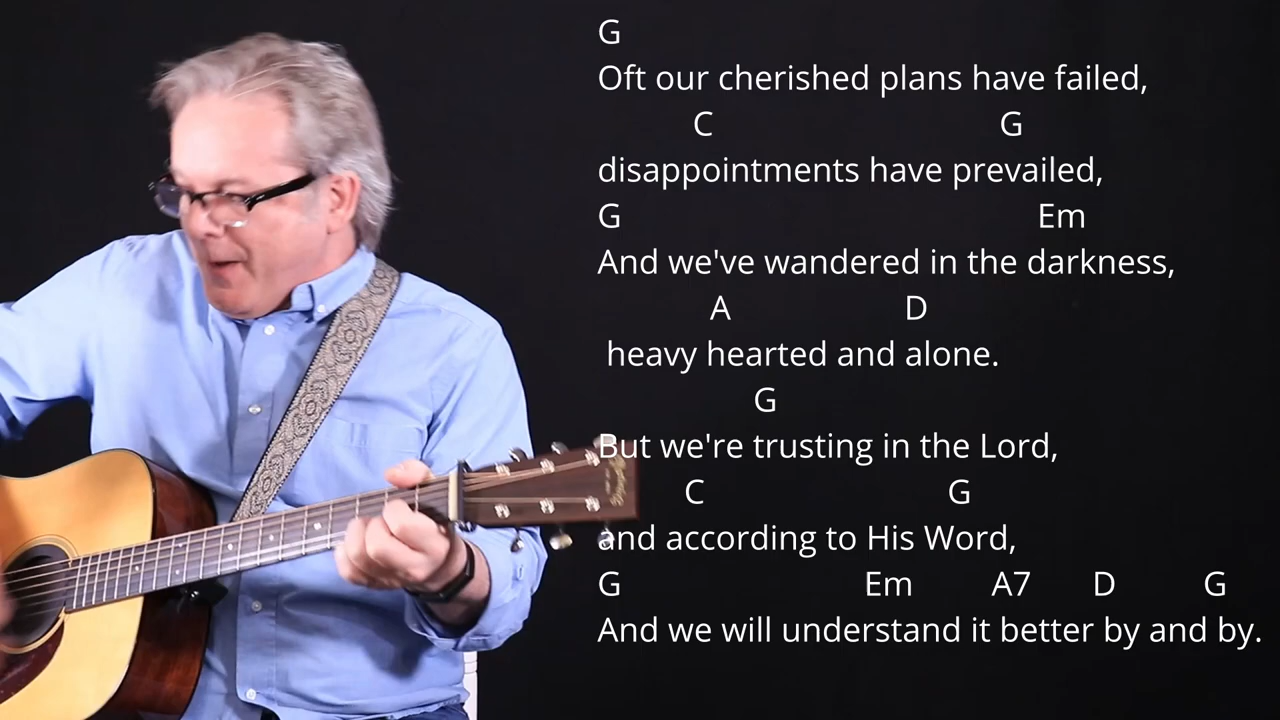 G
Oft our cherished plans have failed,
C G
disappointments have prevailed,
G Em
And we've wandered in the darkness,
A D
heavy hearted and alone.
G
But we're trusting in the Lord,
C G
and according to His Word,
G Em A7 D G
And we will understand it better by and by.